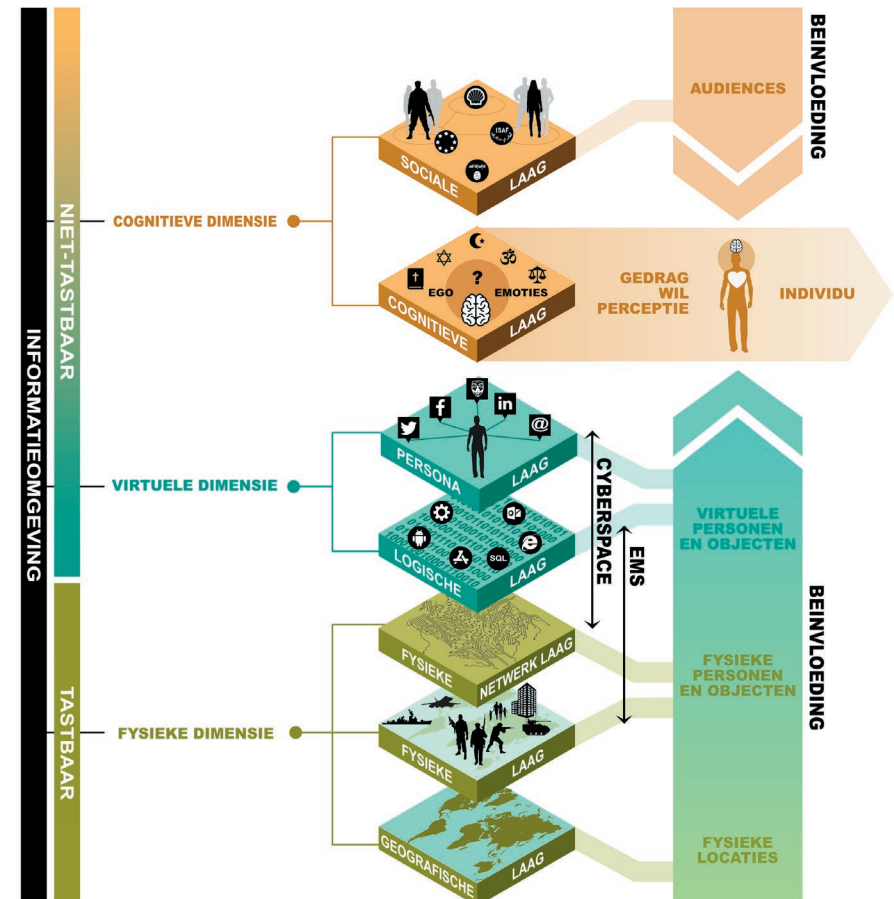 INFORMATIEOMGEVING
NIET-TASTBAAR
TASTBAAR
COGNITIEVE DIMENSIE
VIRTUELE DIMENSIE
FYSIEKE DIMENSIE
ISAF
SOCIALE LAAG
?
EGO EMOTIES
COGNITIEVE LAAG
f
in
@
PERSONA LAAG
SQL
LOGISCHE LAAG
FYSIEKE NETWERK LAAG
FYSIEKE LAAG
GEOGRAFISCHE LAAG
CYBERSPACE
EMS
AUDIENCES
BEINVLOEDING
GEDRAG
WIL
PERCEPTIE
INDIVIDU
VIRTUELE
PERSONEN
EN OBJECTEN
FYSIEKE
PERSONEN
EN OBJECTEN
FYSIEKE
LOCATIES
BEINVLOEDING